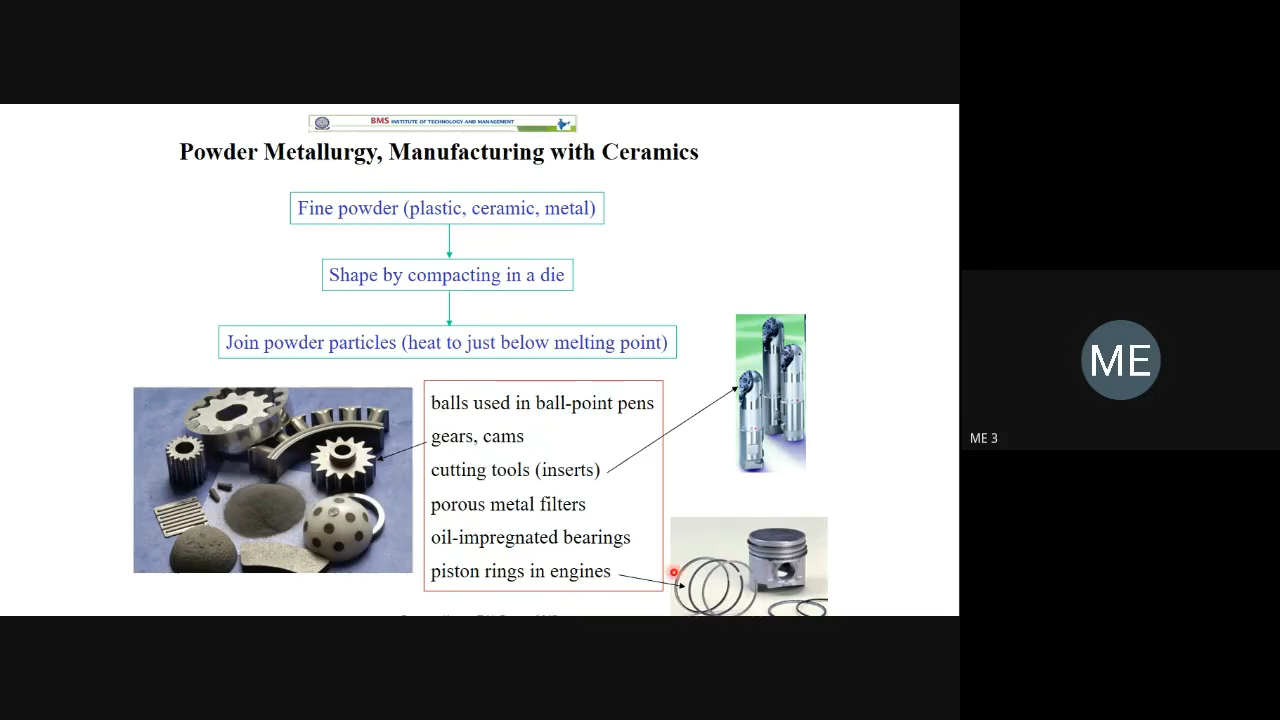 BMS INSTITUTE OF TECHNOLOGY AND MANAGEMENT
Powder Metallurgy, Manufacturing with Ceramics
Fine powder (plastic, ceramic, metal)
Shape by compacting in a die
Join powder particles (heat to just below melting point)
balls used in ball-point pens
gears, cams
cutting tools (inserts)
porous metal filters
oil-impregnated bearings
piston rings in engines
ME
ME 3